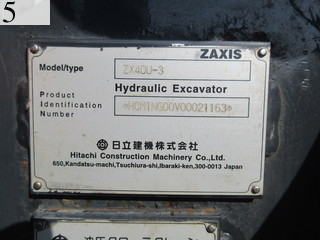 5
ZAXIS
Model/type ZX40U-3
Hydraulic Excavator
Product Identification Number *HCM1NG00V00021163*
日立建機株式会社
Hitachi Construction Machinery Co.,Ltd.
650,Kandatsu-machi,Tsuchiura-shi,Ibaraki-ken,300-0013 Japan